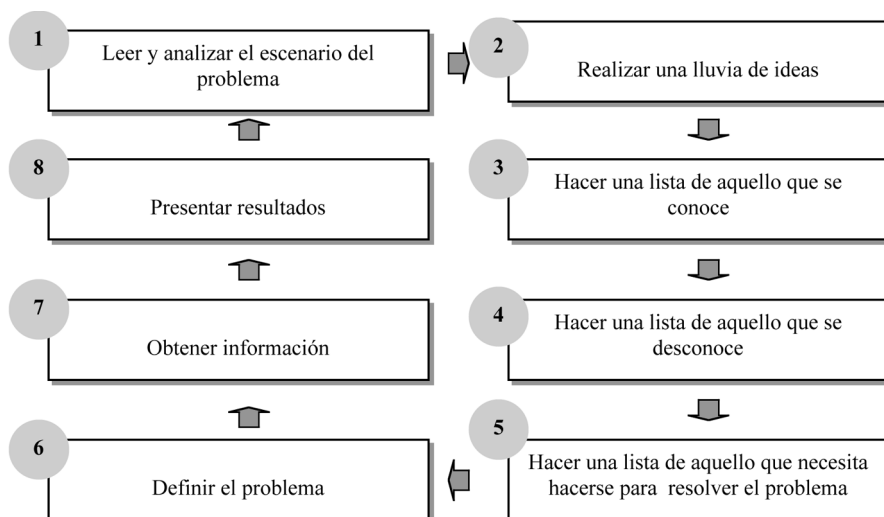 1
Leer y analizar el escenario del
problema
2
Realizar una lluvia de ideas
3
Hacer una lista de aquello que se
conoce
4
Hacer una lista de aquello que se
desconoce
5
Hacer una lista de aquello que necesita
hacerse para resolver el problema
6
Definir el problema
7
Obtener información
8
Presentar resultados